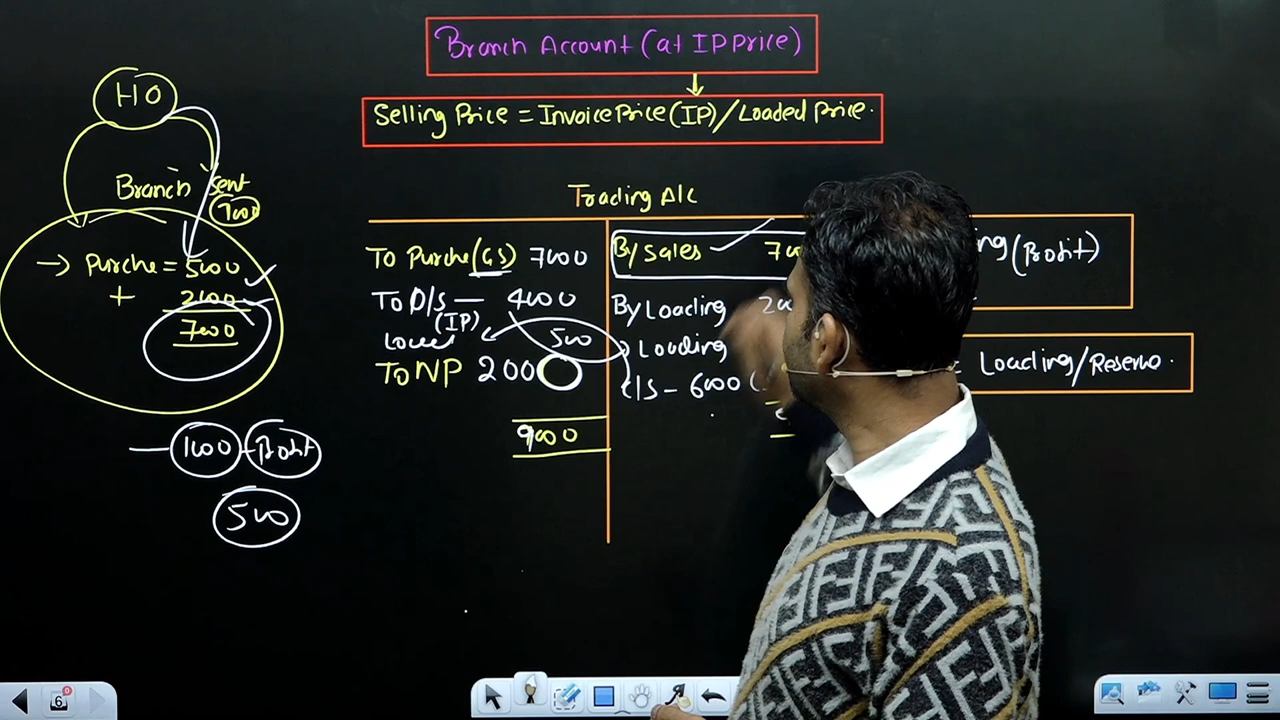 Branch Account (at IP Price)
Selling Price = Invoice Price (IP) / Loaded Price.
HO
Branch sent
7000
→ Purche = 5000
+ 2000
7000
1000 Profit
500
Trading A/c
To Purche (GS) 7000
To O/s — 4000
(IP)
500
To NP 2000
9000
By Sales
By Loading
Loading
C/S - 6000
(Profit)
Loading/Reserve.
6